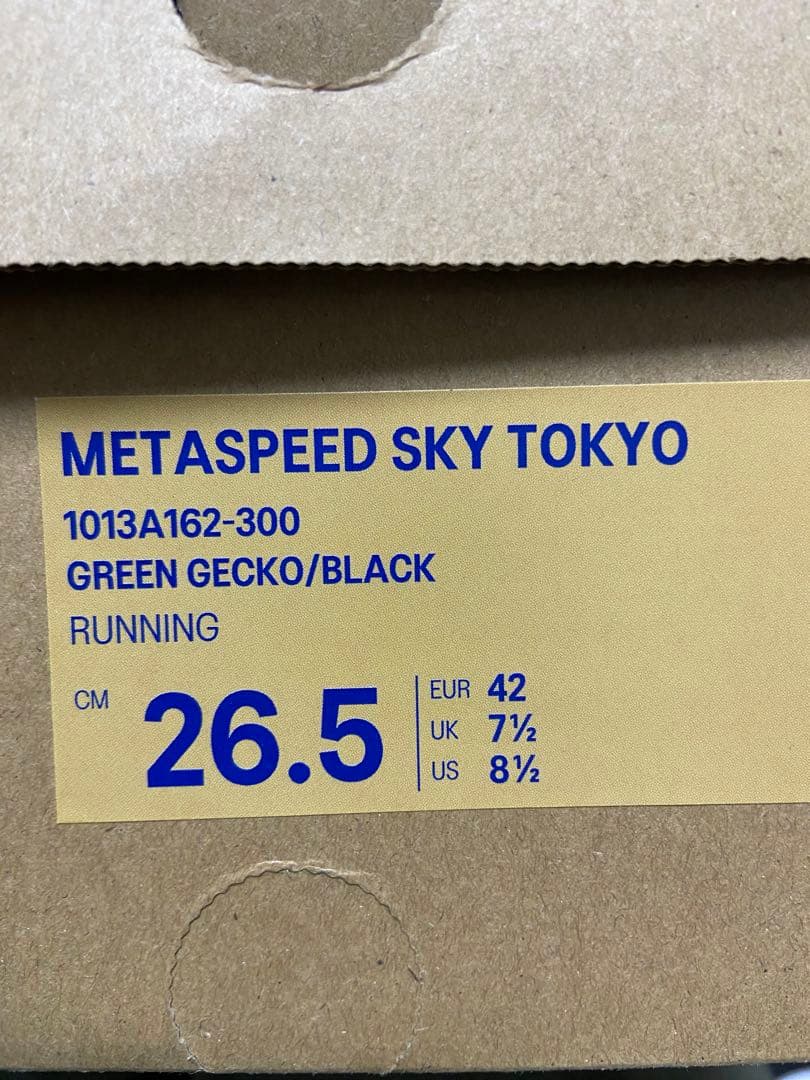 METASPEED SKY TOKYO
1013A162-300
GREEN GECKO/BLACK
RUNNING
CM 26.5
EUR 42
UK 7½
US 8½